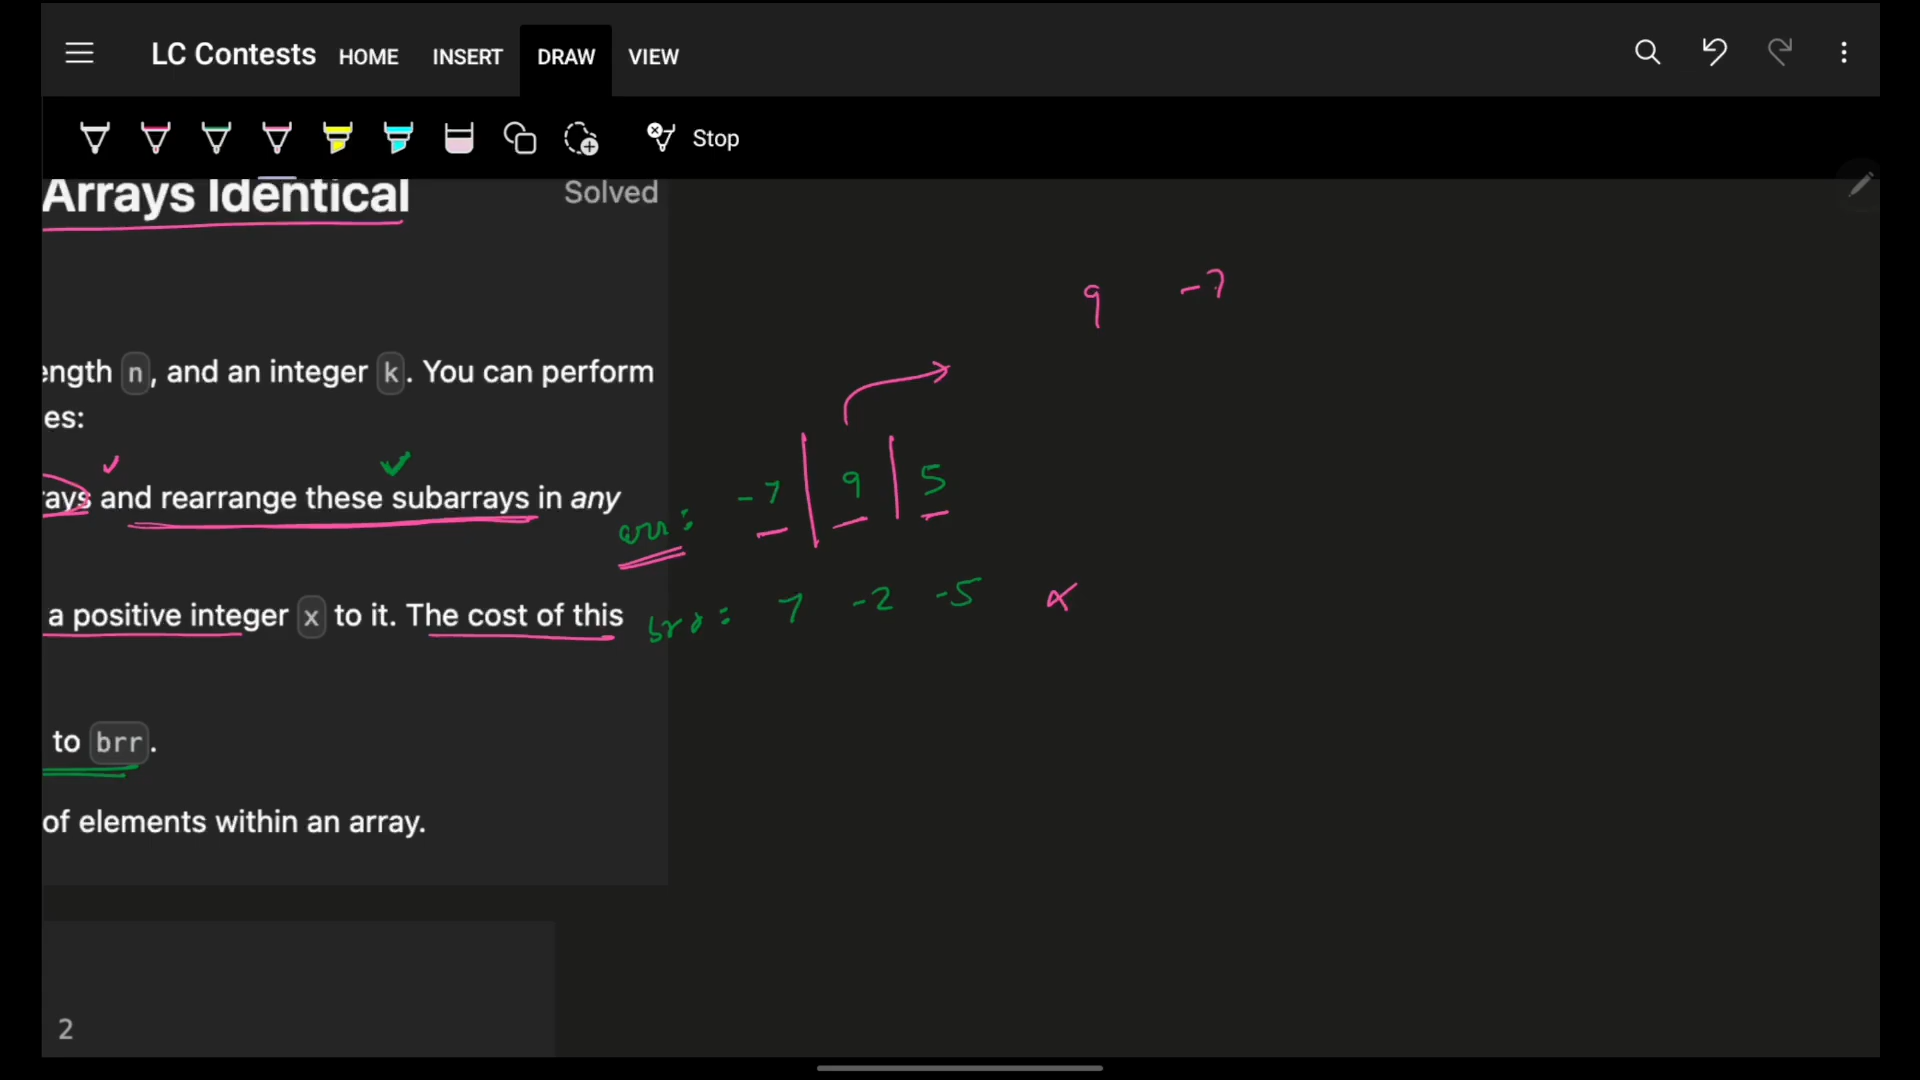 LC Contests HOME INSERT DRAW VIEW
Stop
Arrays Identical Solved
9 -7
ength n, and an integer k. You can perform
es:
-7 9 5
rays and rearrange these subarrays in any
arr:
brr: 7 -2 -5
a positive integer x to it. The cost of this
to brr.
of elements within an array.
2